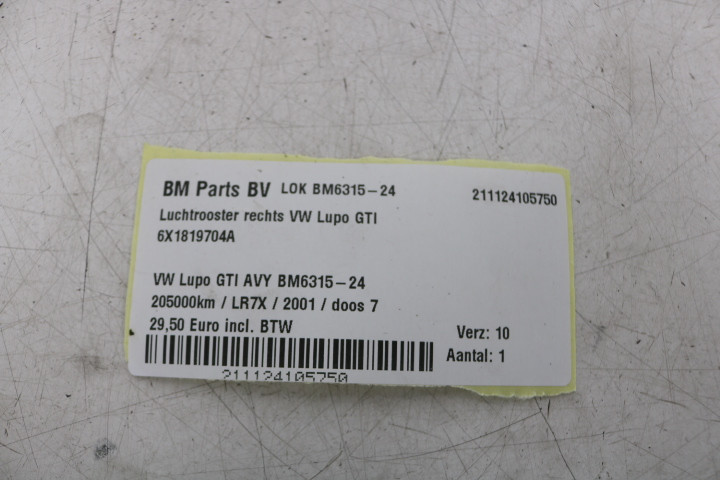 BM Parts BV LOK BM6315-24 211124105750
Luchtrooster rechts VW Lupo GTI
6X1819704A
VW Lupo GTI AVY BM6315-24
205000km / LR7X / 2001 / doos 7
29,50 Euro incl. BTW
Verz: 10
Aantal: 1
211124105750